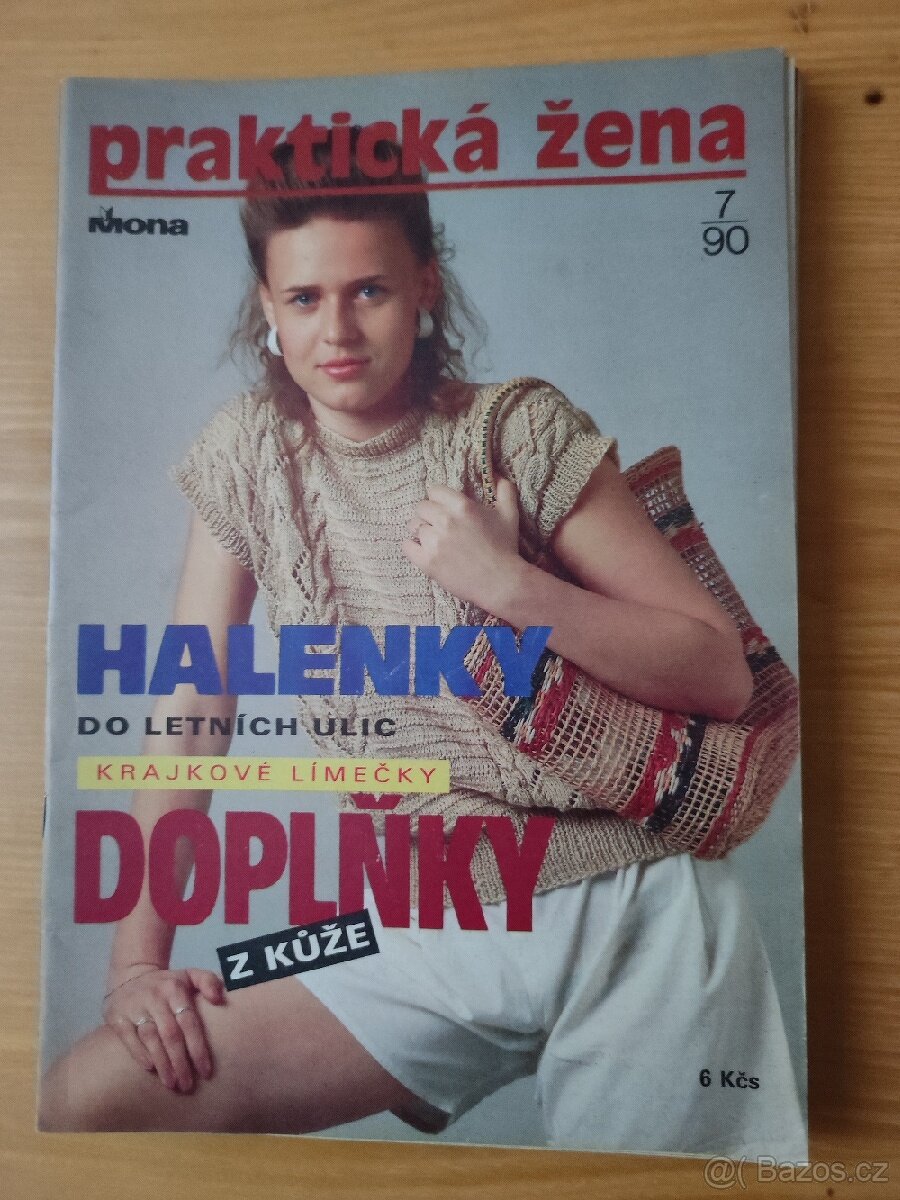 praktická žena
Mona
7
90
HALENKY
DO LETNÍCH ULIC
KRAJKOVÉ LÍMEČKY
DOPLŇKY
Z KŮŽE
6 Kčs
@( Bazos.cz